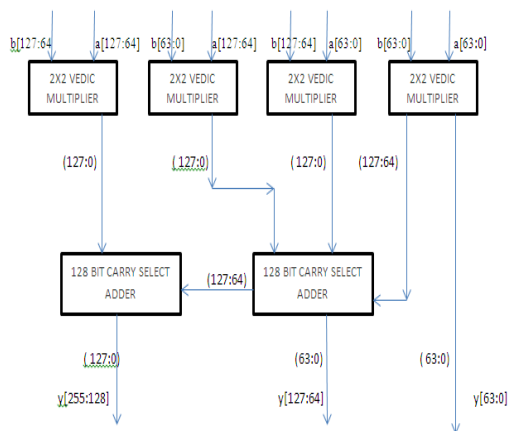 b[127:64 a[127:64] b[63:0] a[127:64] b[127:64] a[63:0] b[63:0] a[63:0]
2X2 VEDIC MULTIPLIER
2X2 VEDIC MULTIPLIER
2X2 VEDIC MULTIPLIER
2X2 VEDIC MULTIPLIER
(127:0) ( 127:0) ( 127:0) (127:64)
128 BIT CARRY SELECT ADDER
(127:64)
128 BIT CARRY SELECT ADDER
( 127:0) (63:0) ( 63:0)
y[255:128] y[127:64] y[63:0]